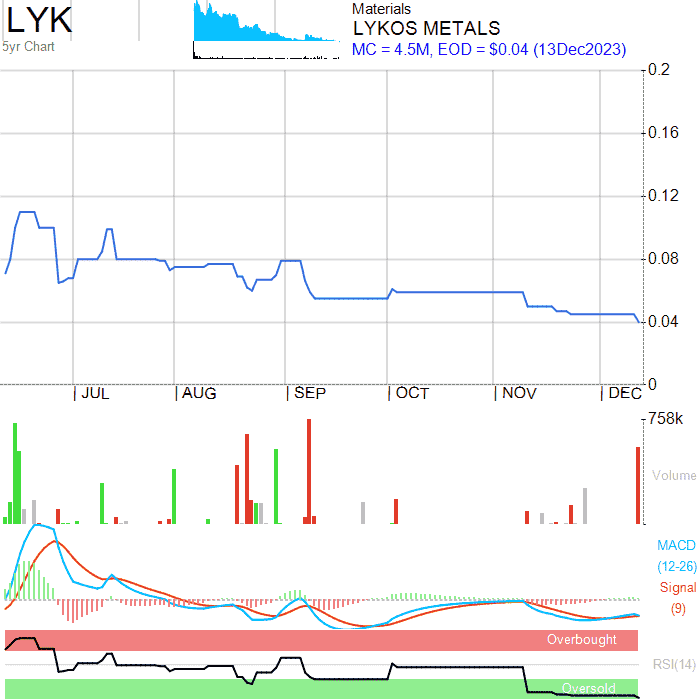 LYK
5yr Chart
Materials
LYKOS METALS
MC = 4.5M, EOD = $0.04 (13Dec2023)
0.2
0.16
0.12
0.08
0.04
0
JUL
AUG
SEP
OCT
NOV
DEC
758k
Volume
MACD
(12-26)
Signal
(9)
Overbought
RSI(14)
Oversold